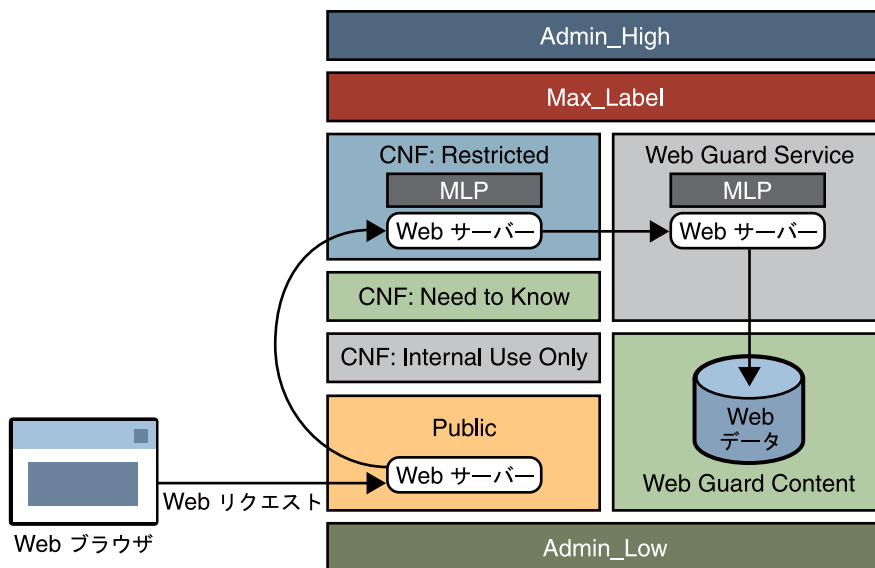 Admin_High
Max_Label
CNF: Restricted
MLP
Web サーバー
Web Guard Service
MLP
Web サーバー
CNF: Need to Know
CNF: Internal Use Only
Web
データ
Web Guard Content
Public
Web サーバー
Web リクエスト
Web ブラウザ
Admin_Low